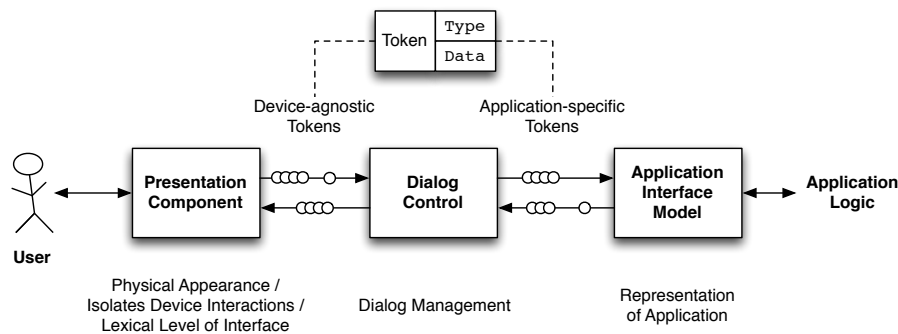 Token
Type
Data
Device-agnostic
Tokens
Application-specific
Tokens
User
Presentation
Component
Dialog
Control
Application
Interface
Model
Application
Logic
Physical Appearance /
Isolates Device Interactions /
Lexical Level of Interface
Dialog Management
Representation
of Application